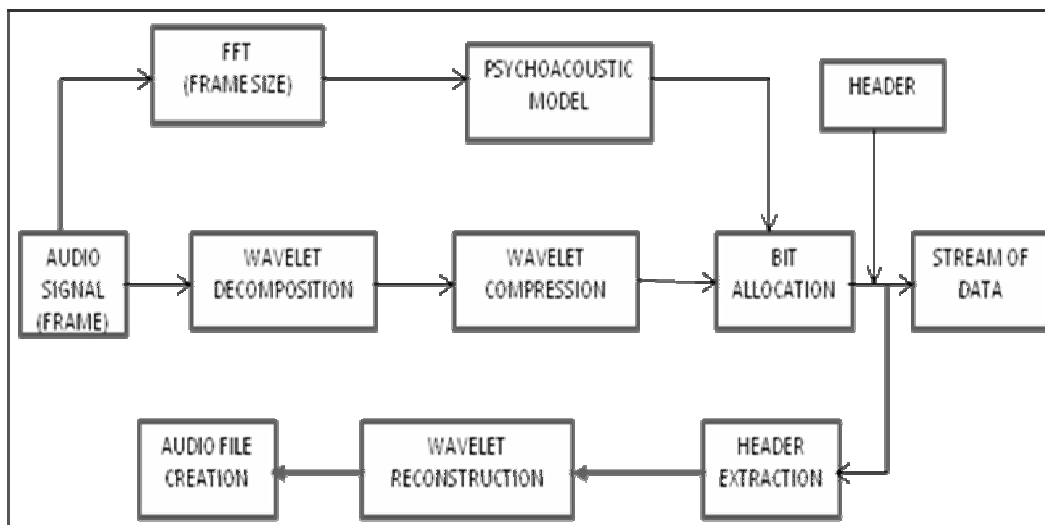 FFT
(FRAME SIZE)
PSYCHOACOUSTIC
MODEL
HEADER
AUDIO
SIGNAL
(FRAME)
WAVELET
DECOMPOSITION
WAVELET
COMPRESSION
BIT
ALLOCATION
STREAM OF
DATA
AUDIO FILE
CREATION
WAVELET
RECONSTRUCTION
HEADER
EXTRACTION